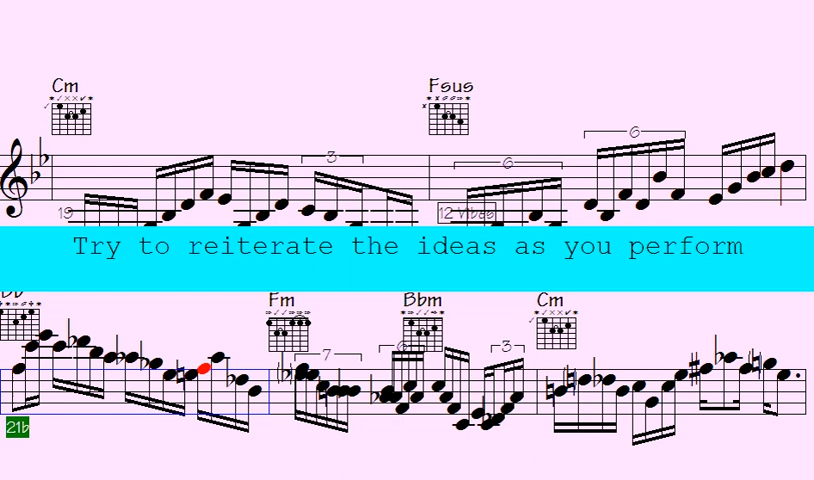 Cm Fsus
3 6 6
19 12 Vibes
Try to reiterate the ideas as you perform
Bb Fm Bbm Cm
7 6 3
21b